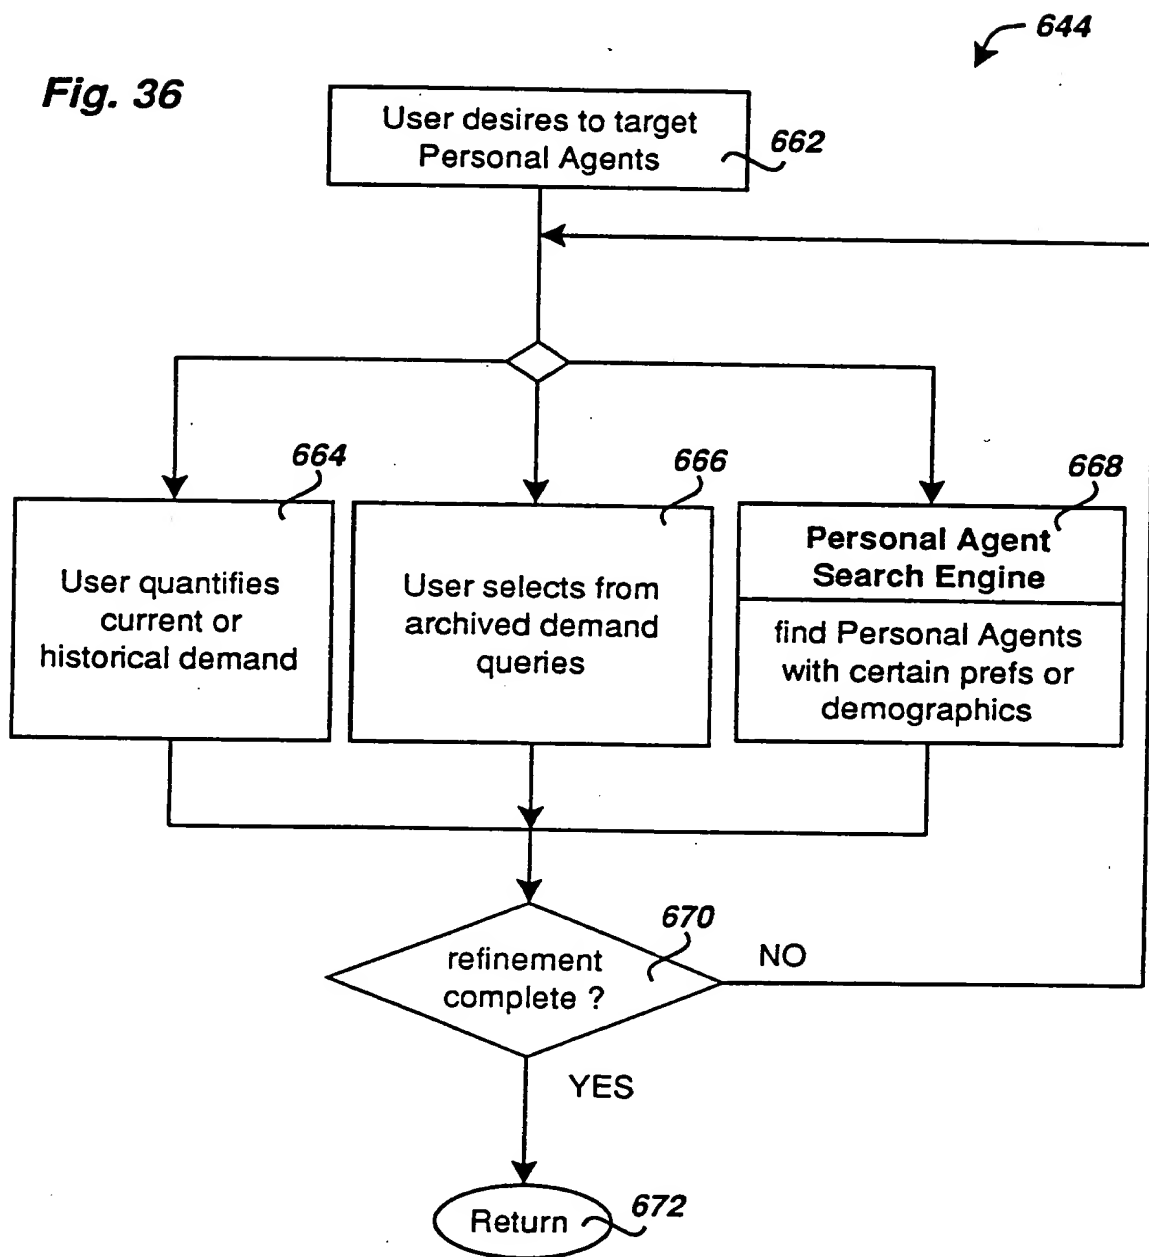 644
Fig. 36
User desires to target
Personal Agents
662
664
666
668
User quantifies
current or
historical demand
User selects from
archived demand
queries
Personal Agent
Search Engine
find Personal Agents
with certain prefs or
demographics
670
refinement
complete ?
NO
YES
Return
672